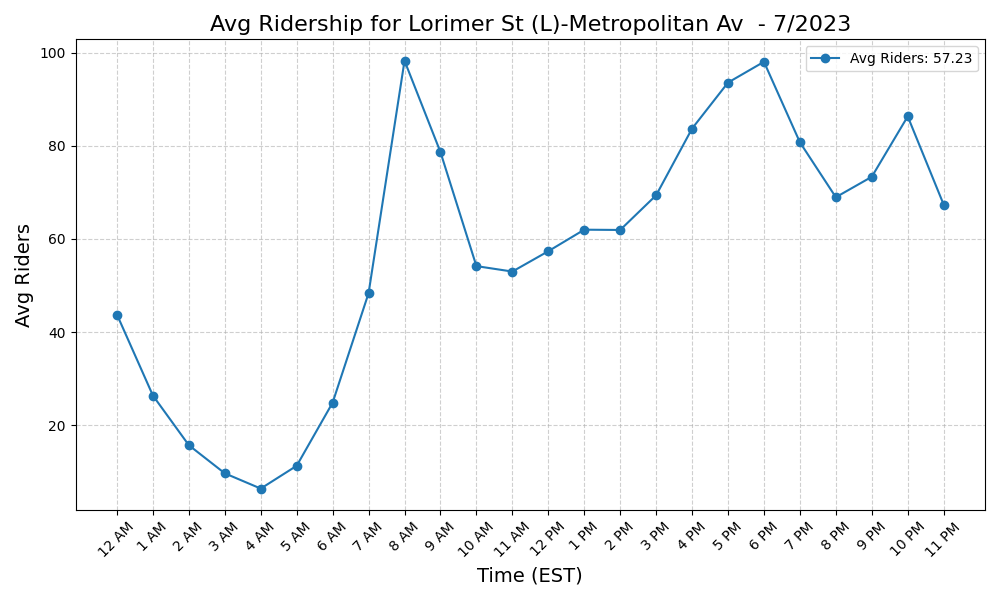 Avg Ridership for Lorimer St (L)-Metropolitan Av  - 7/2023
Avg Riders: 57.23
Avg Riders
100
80
60
40
20
12 AM
1 AM
2 AM
3 AM
4 AM
5 AM
6 AM
7 AM
8 AM
9 AM
10 AM
11 AM
12 PM
1 PM
2 PM
3 PM
4 PM
5 PM
6 PM
7 PM
8 PM
9 PM
10 PM
11 PM
Time (EST)